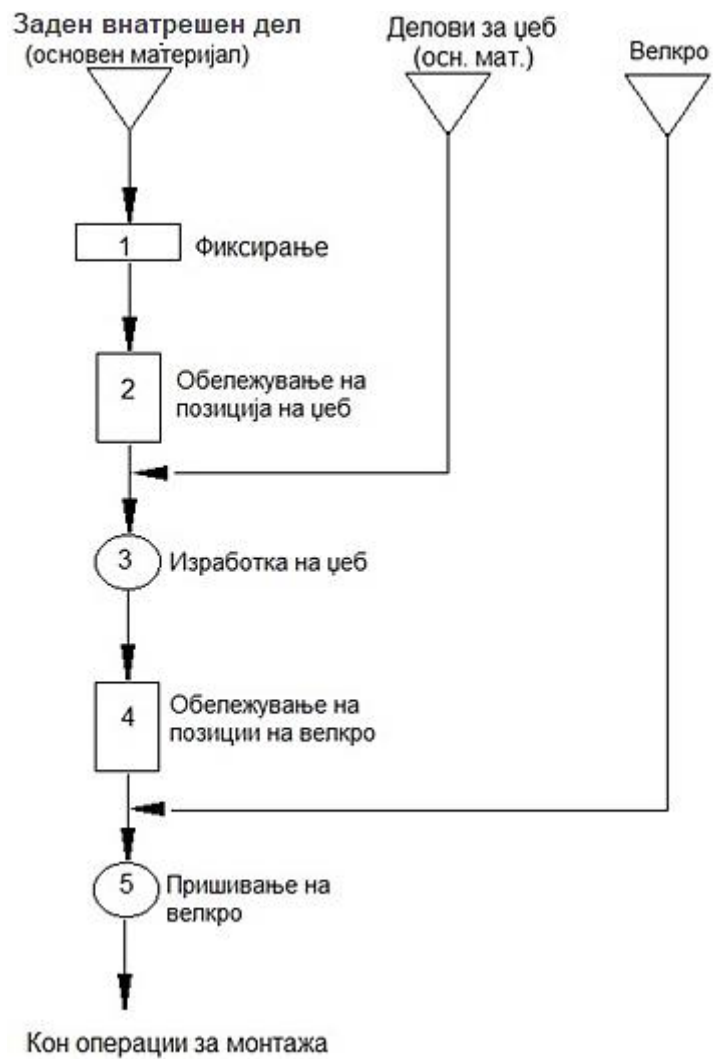 Заден внатрешен дел
(основен материјал)
Делови за џеб
(осн. мат.)
Велкро
1
Фиксирање
2
Обележување на
позиција на џеб
3
Изработка на џеб
4
Обележување на
позиции на велкро
5
Пришивање на
велкро
Кон операции за монтажа